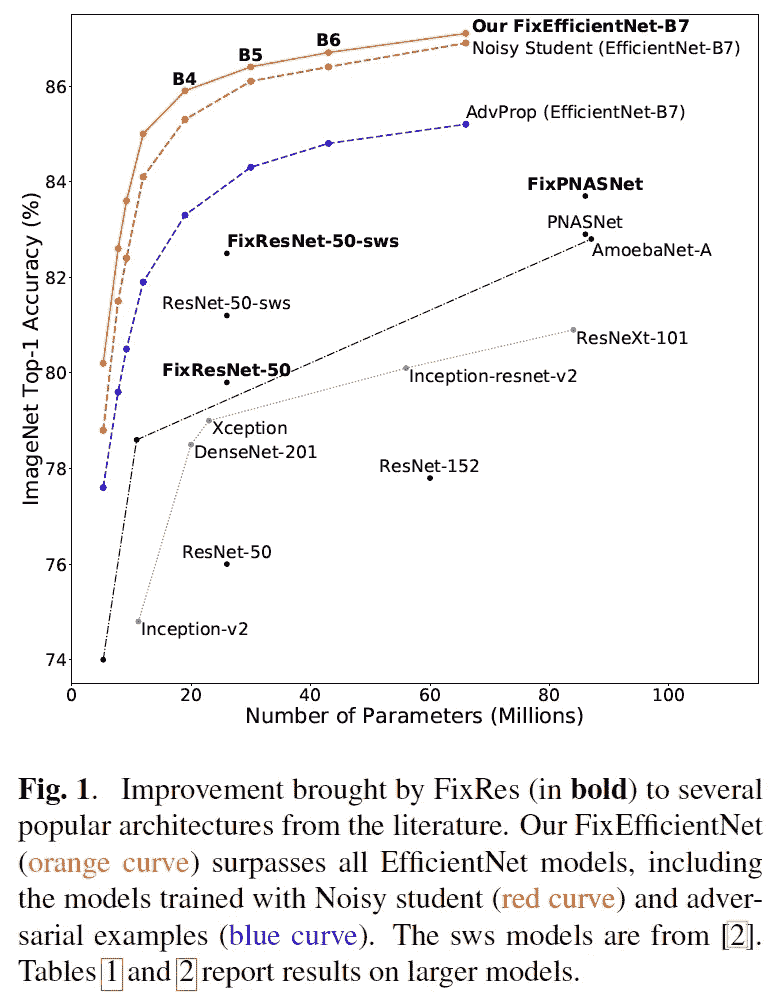 Our FixEfficientNet-B7
Noisy Student (EfficientNet-B7)
B6
B5
B4
86
AdvProp (EfficientNet-B7)
84
FixPNASNet
PNASNet
AmoebaNet-A
FixResNet-50-sws
82
ResNet-50-sws
ResNeXt-101
FixResNet-50
80
Inception-resnet-v2
Xception
DenseNet-201
78
ResNet-152
76
ResNet-50
Inception-v2
74
ImageNet Top-1 Accuracy (%)
0 20 40 60 80 100
Number of Parameters (Millions)
Fig. 1. Improvement brought by FixRes (in bold) to several
popular architectures from the literature. Our FixEfficientNet
(orange curve) surpasses all EfficientNet models, including
the models trained with Noisy student (red curve) and adver-
sarial examples (blue curve). The sws models are from [2].
Tables 1 and 2 report results on larger models.